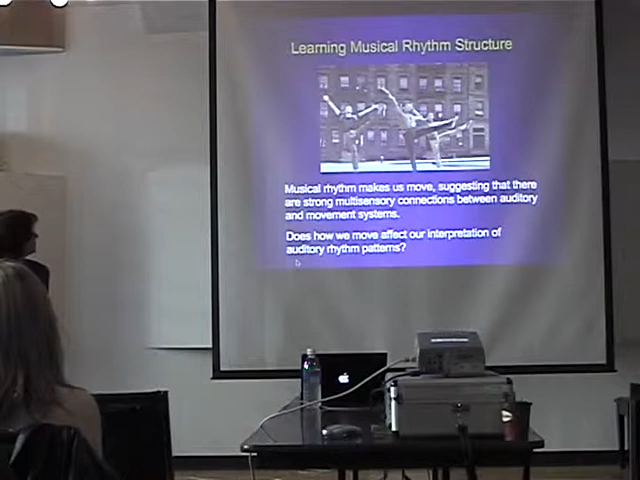 Learning Musical Rhythm Structure
Musical rhythm makes us move, suggesting that there
are strong multisensory connections between auditory
and movement systems.
Does how we move affect our interpretation of
auditory rhythm patterns?